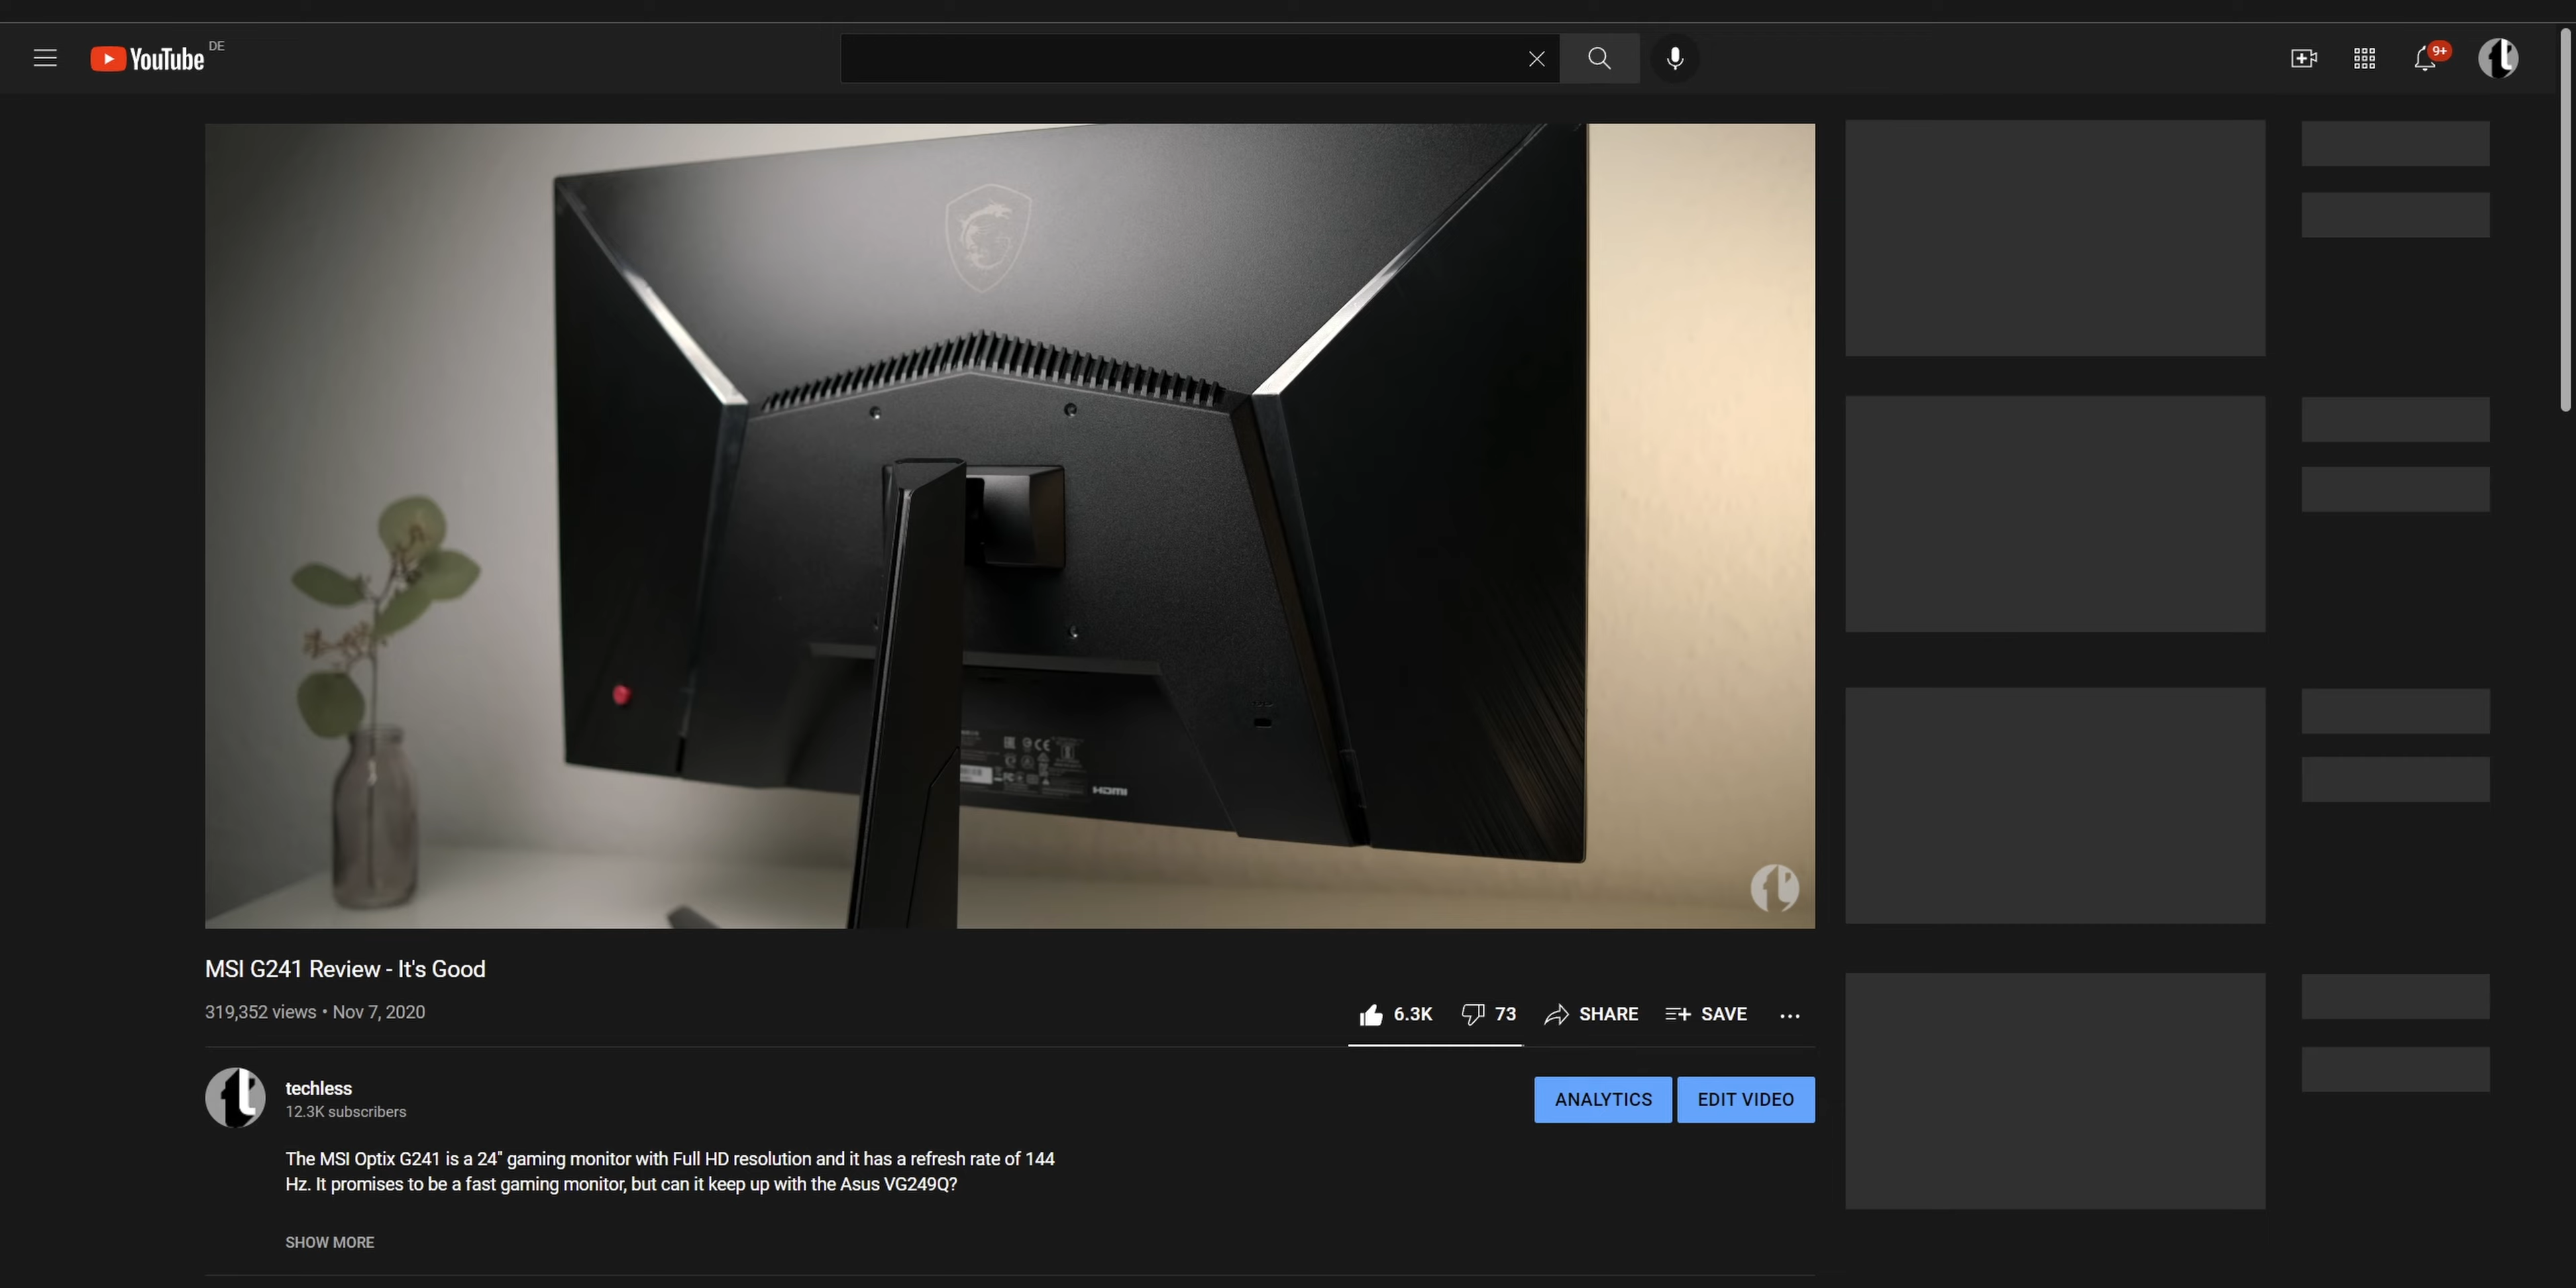 YouTube DE
9+
HDMI
MSI G241 Review - It's Good
319,352 views • Nov 7, 2020
6.3K 73 SHARE SAVE
techless
12.3K subscribers
ANALYTICS EDIT VIDEO
The MSI Optix G241 is a 24" gaming monitor with Full HD resolution and it has a refresh rate of 144
Hz. It promises to be a fast gaming monitor, but can it keep up with the Asus VG249Q?
SHOW MORE